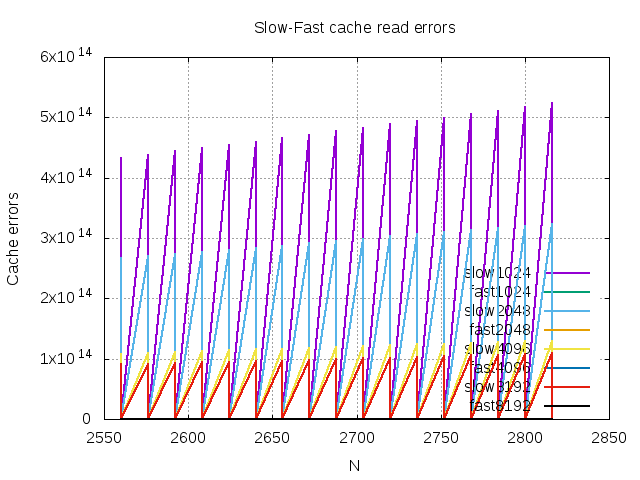 Slow-Fast cache read errors
6x10^14
5x10^14
4x10^14
3x10^14
2x10^14
1x10^14
0
Cache errors
slow1024
fast1024
slow2048
fast2048
slow4096
fast4096
slow8192
fast8192
2550 2600 2650 2700 2750 2800 2850
N